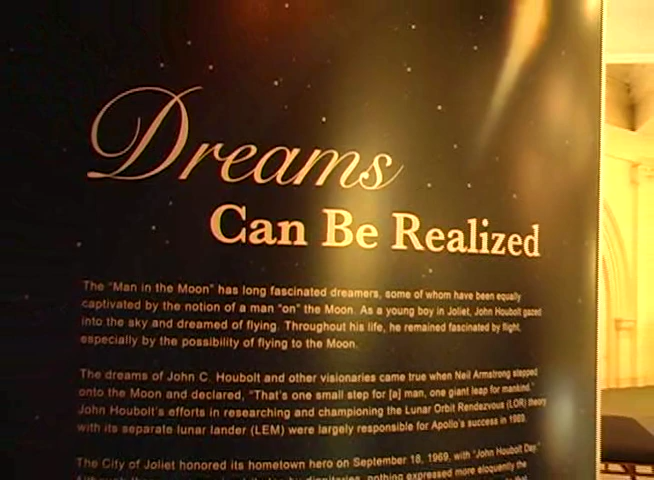 Dreams
Can Be Realized
The "Man in the Moon" has long fascinated dreamers, some of whom have been equally
captivated by the notion of a man "on" the Moon. As a young boy in Joliet, John Houbolt gazed
into the sky and dreamed of flying. Throughout his life, he remained fascinated by flight,
especially by the possibility of flying to the Moon.
The dreams of John C. Houbolt and other visionaries came true when Neil Armstrong stepped
onto the Moon and declared, "That's one small step for [a] man, one giant leap for mankind."
John Houbolt's efforts in researching and championing the Lunar Orbit Rendezvous (LOR) theory
with its separate lunar lander (LEM) were largely responsible for Apollo's success in 1969.
The City of Joliet honored its hometown hero on September 18, 1969, with "John Houbolt Day."
by dignitaries, nothing expressed more eloquently the